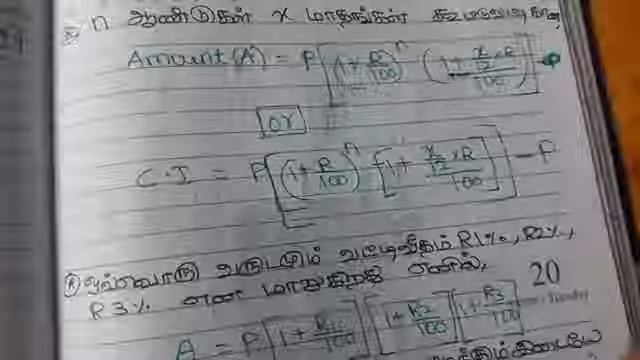 n ஆண்டுகள் x மாதங்கள்
Amount (A) = P[(1 + R/100)^n (1 + x/12 × R / 100)]
or
C.I = P[(1 + R/100)^n [1 + x/12 × R / 100]] - P
ஒவ்வொரு வருடமும் வட்டிவீதம் R1%, R2%,
R3% என மாறுகிறது எனில்,
20
Tuesday
A = P[1 + R1/100] [1 + R2/100] [1 + R3/100]